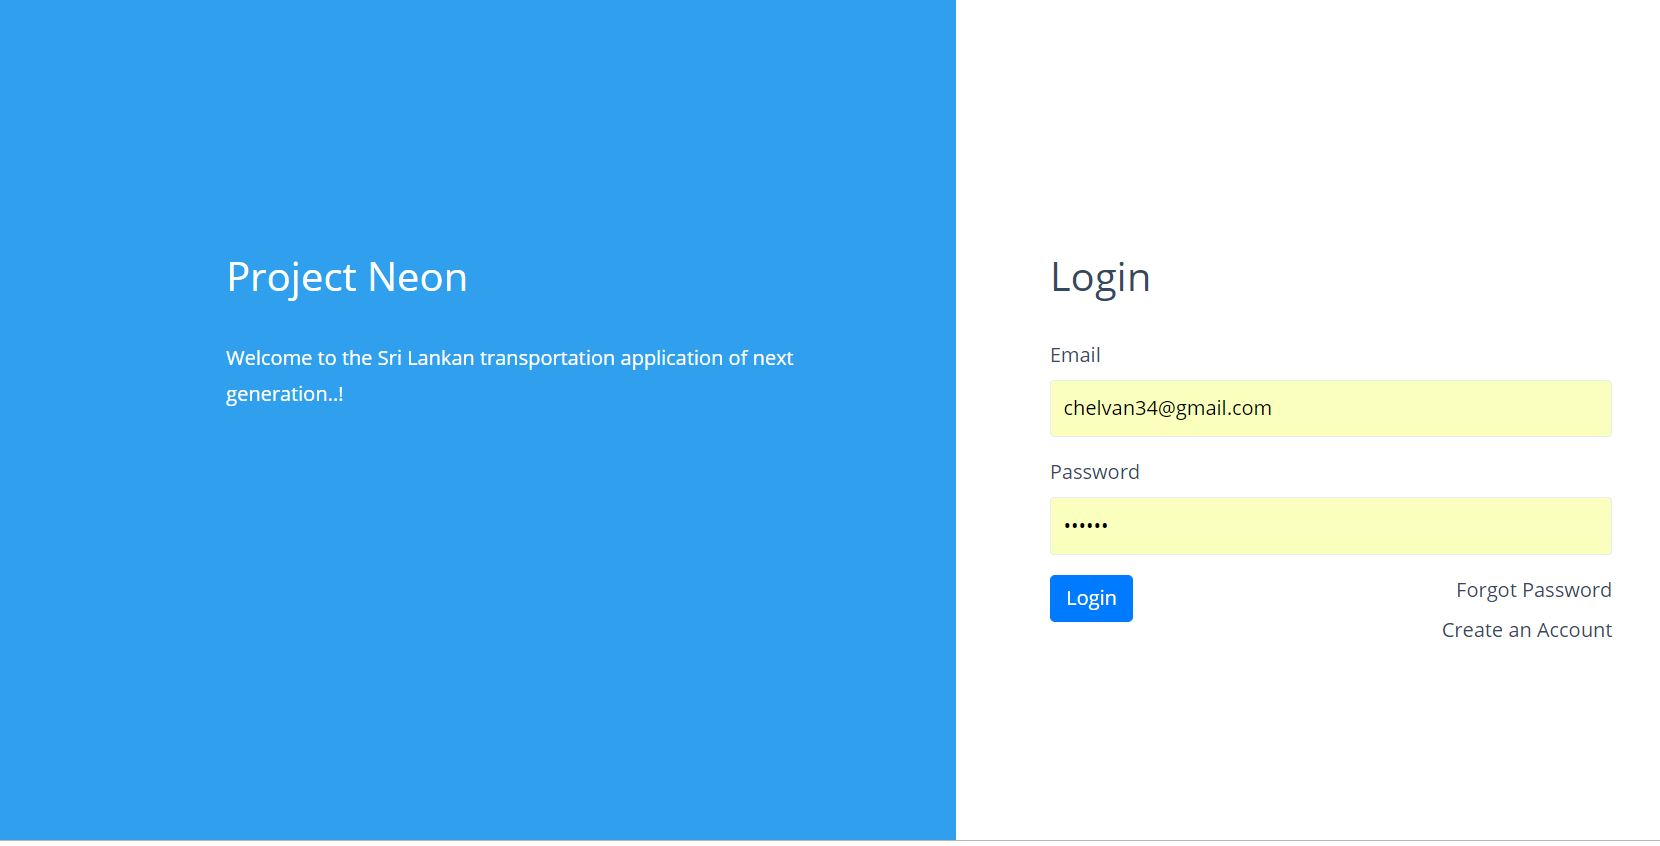 Project Neon
Welcome to the Sri Lankan transportation application of next
generation..!
Login
Email
chelvan34@gmail.com
Password
••••••
Login
Forgot Password
Create an Account